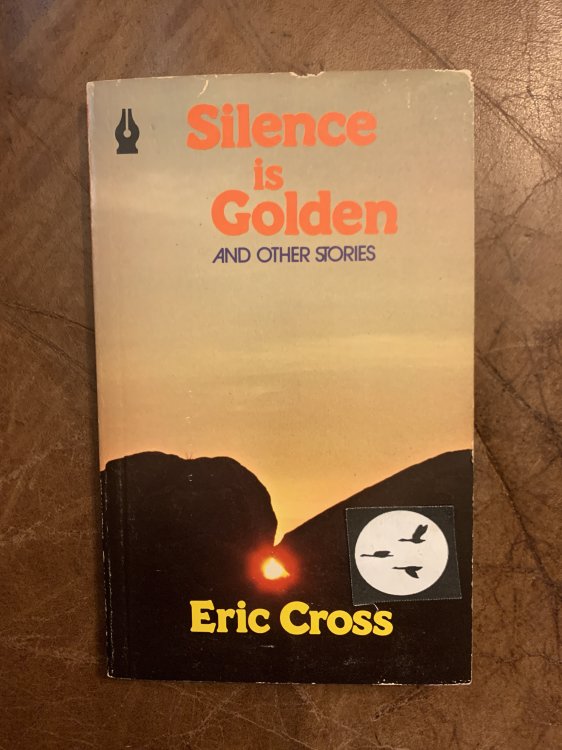 Silence
is
Golden
AND OTHER STORIES
Eric Cross